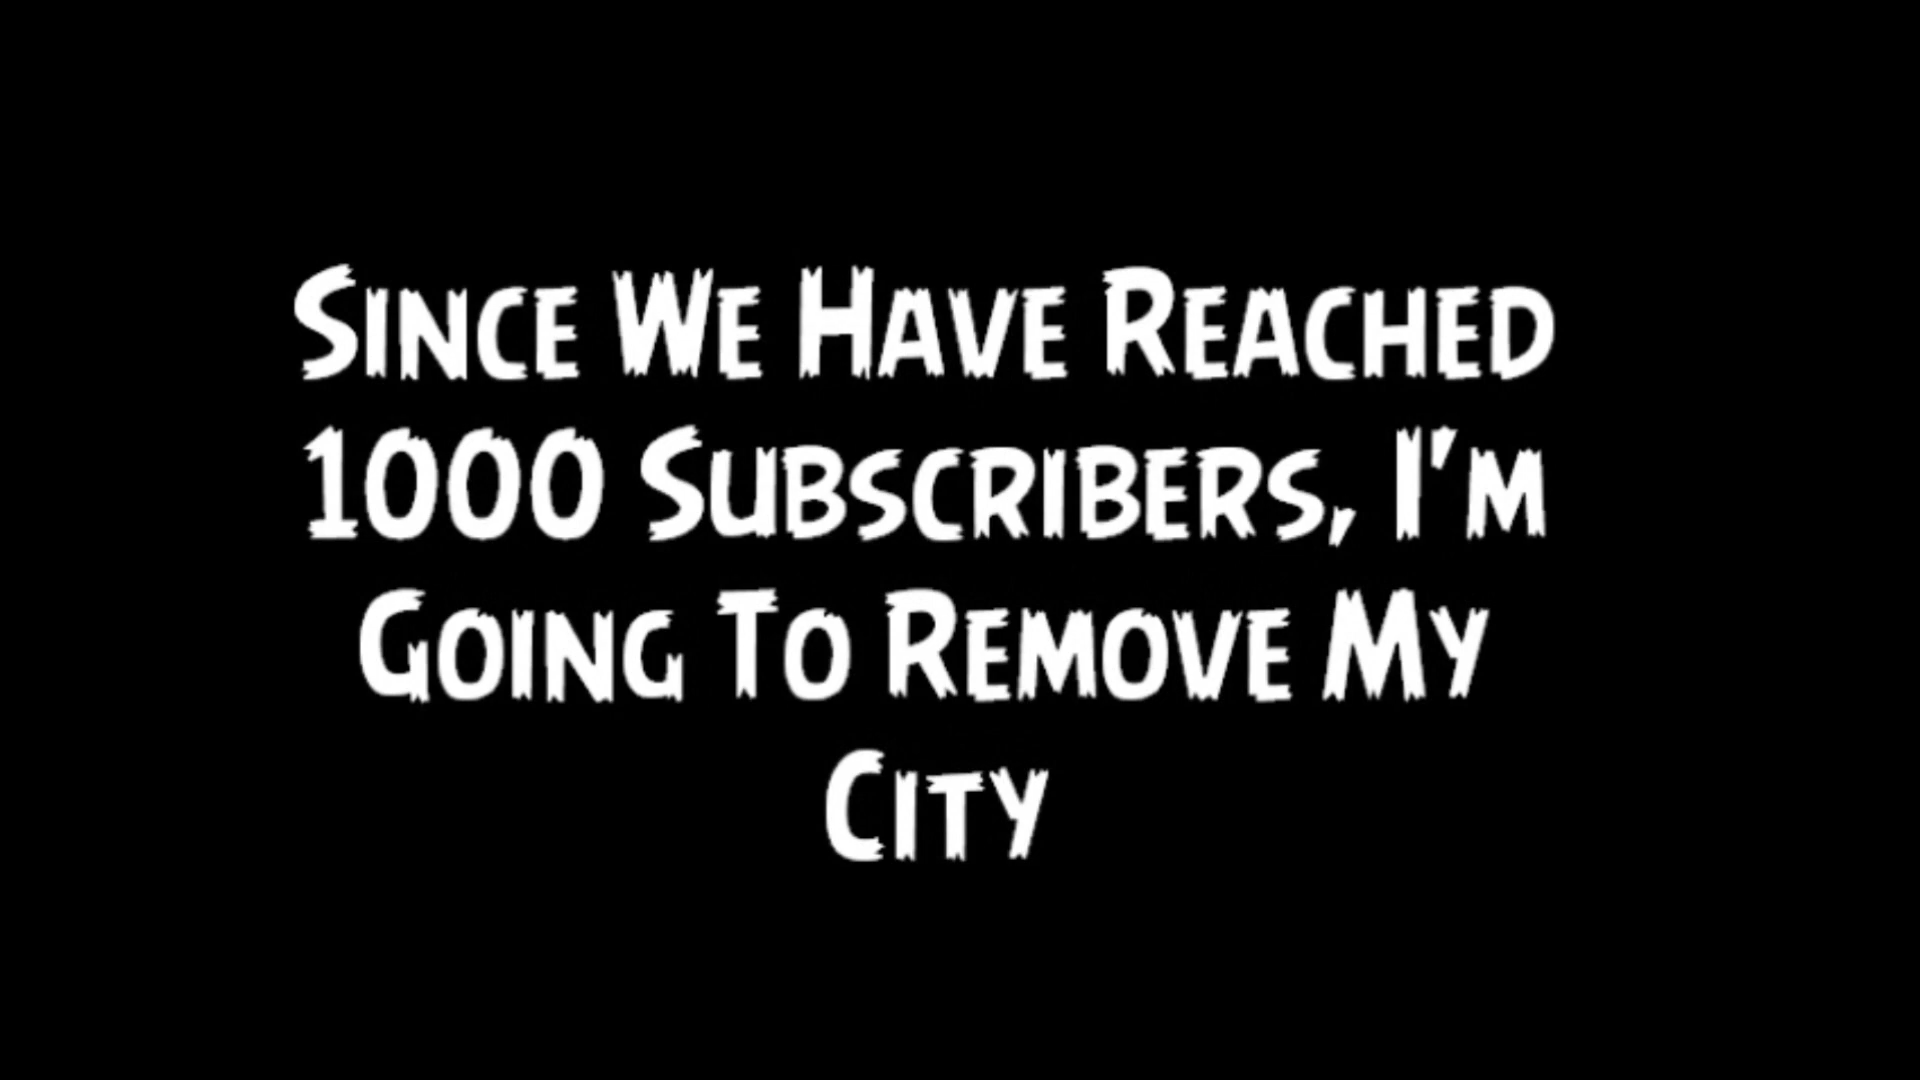 Since We Have Reached
1000 Subscribers, I'm
Going To Remove My
City